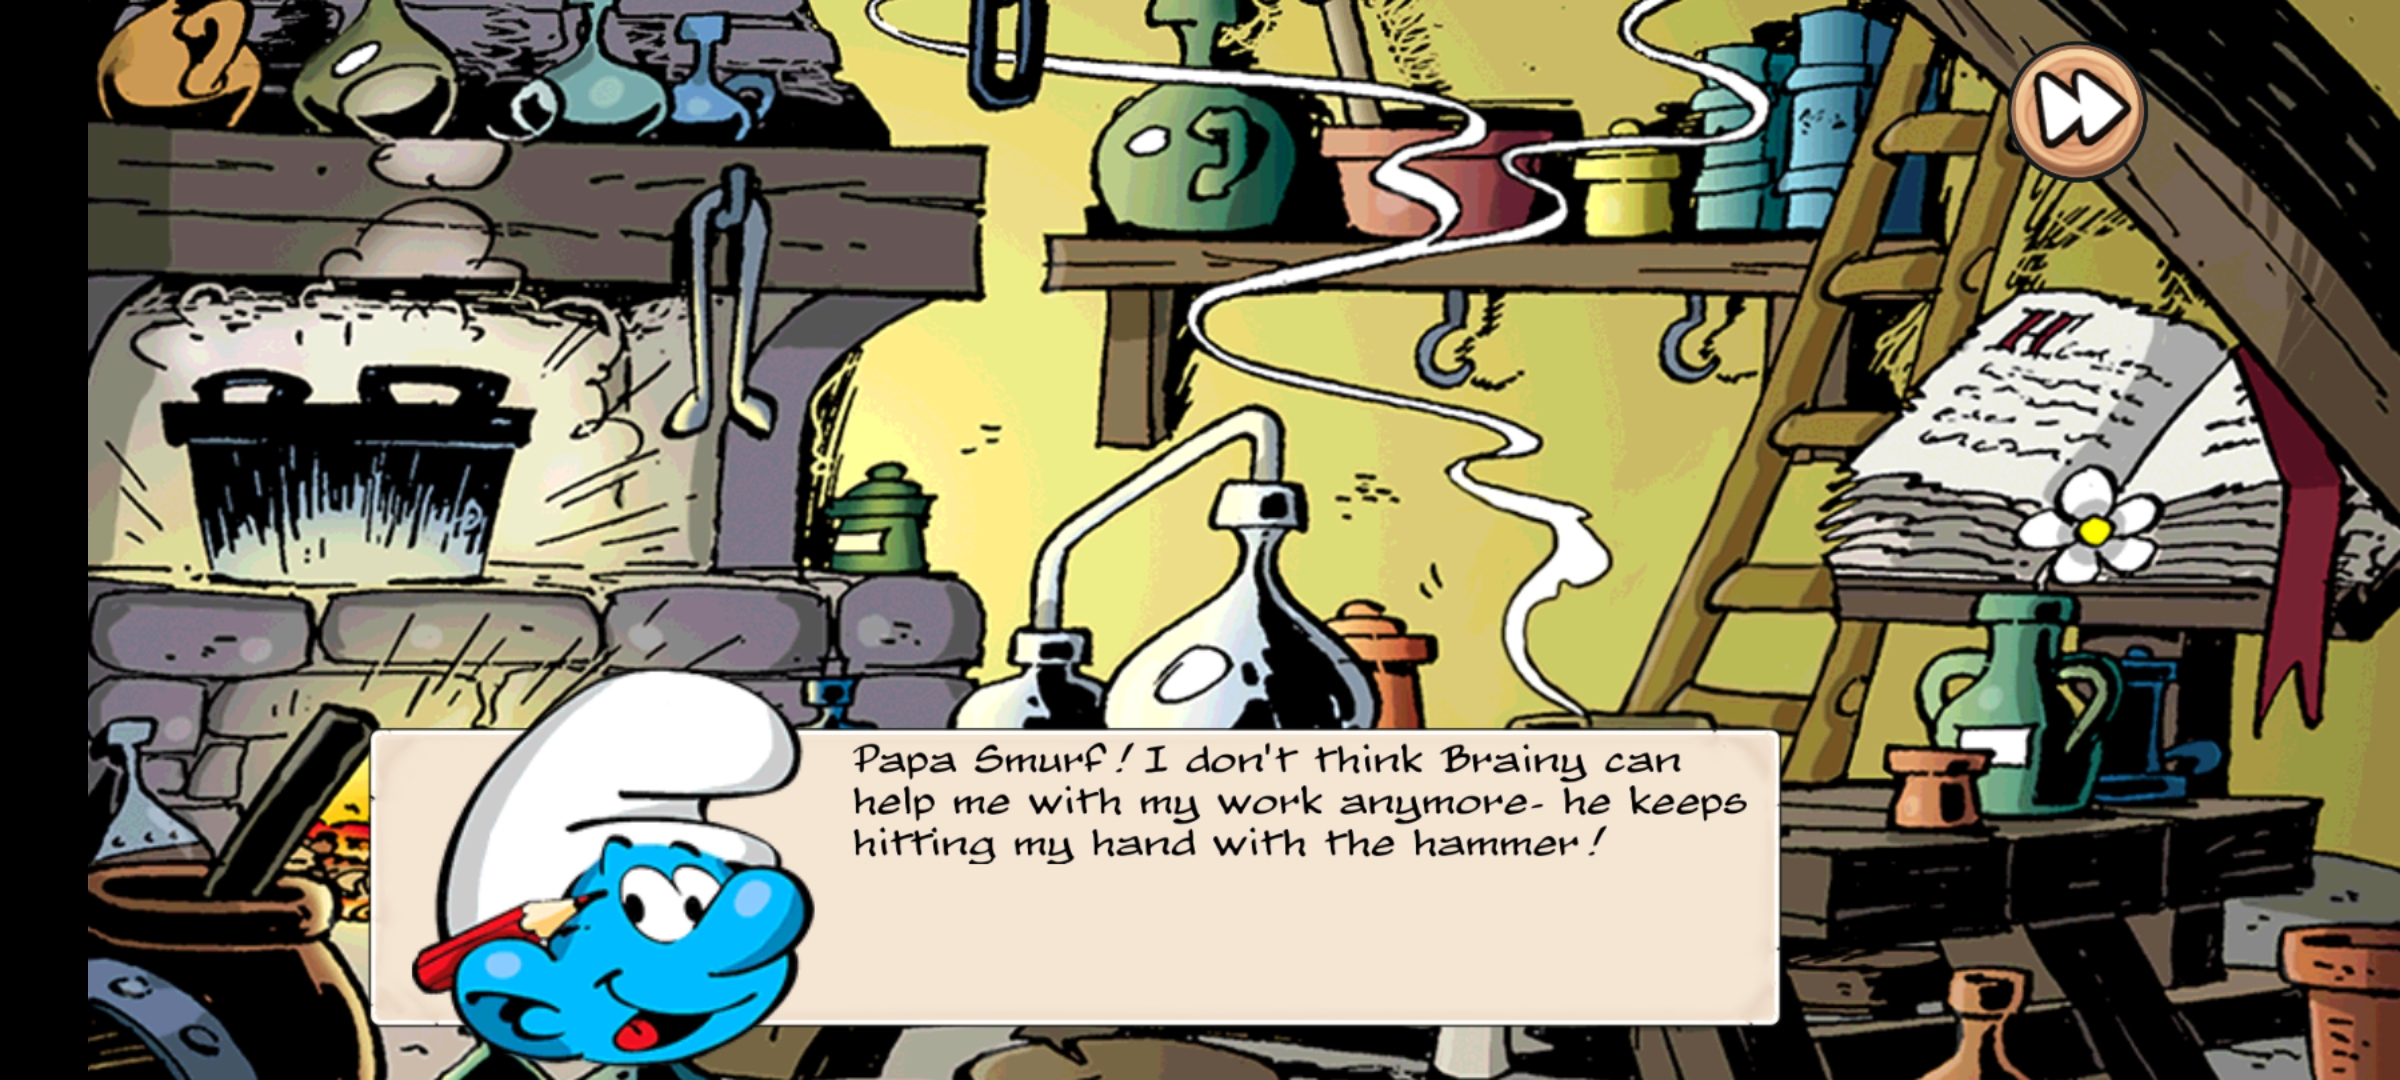 Papa Smurf! I don't think Brainy can
help me with my work anymore- he keeps
hitting my hand with the hammer!